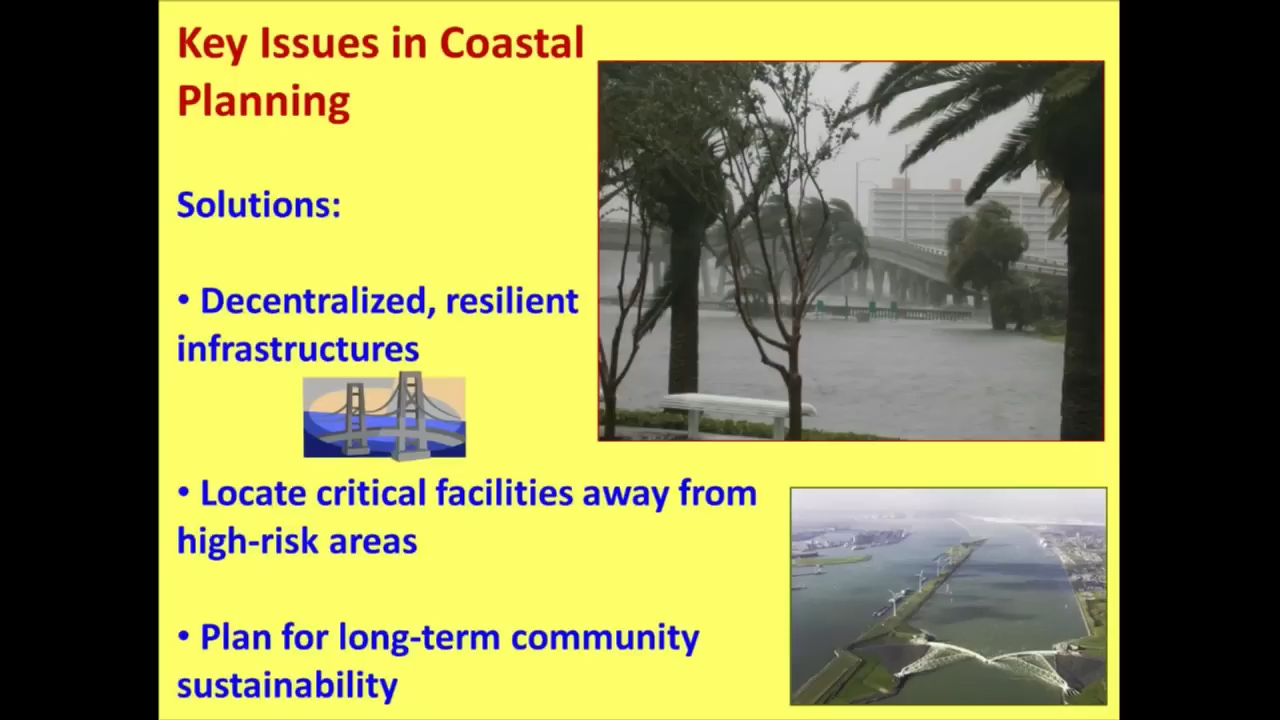 Key Issues in Coastal
Planning
Solutions:
• Decentralized, resilient
infrastructures
• Locate critical facilities away from
high-risk areas
• Plan for long-term community
sustainability